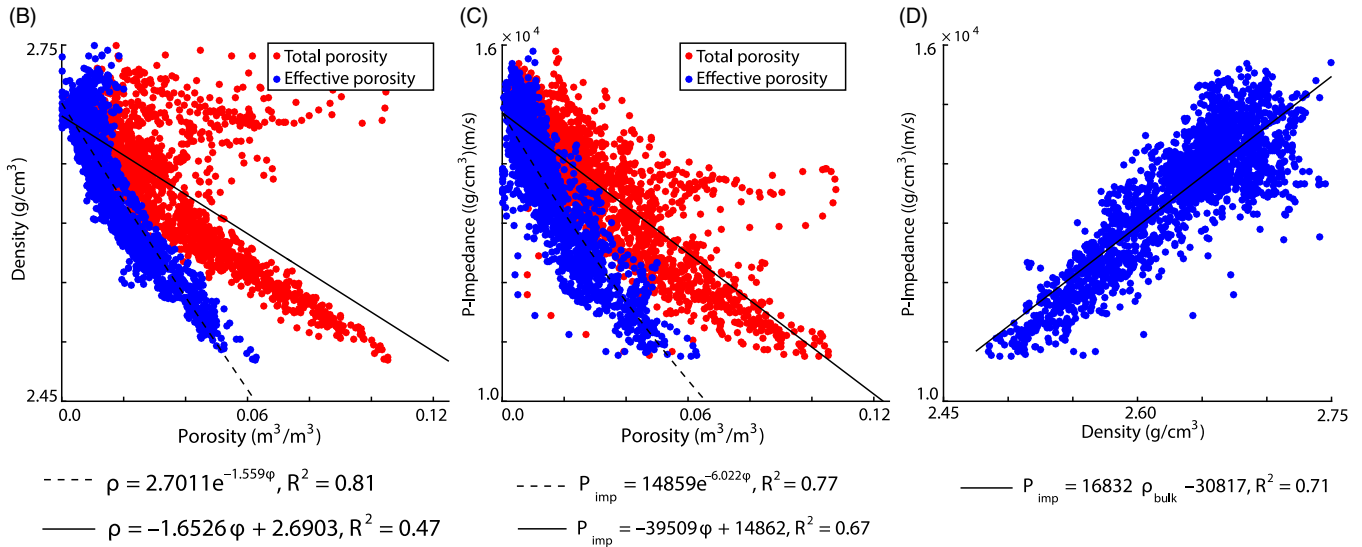 (B)
2.75
Total porosity
Effective porosity
Density (g/cm³)
2.45
0.0 0.06 0.12
Porosity (m³/m³)
ρ = 2.7011e^−1.559φ, R² = 0.81
ρ = −1.6526φ + 2.6903, R² = 0.47
(C)
× 10⁴
1.6
Total porosity
Effective porosity
P-Impedance ((g/cm³)(m/s)
1.0
0.0 0.06 0.12
Porosity (m³/m³)
P imp = 14859e^−6.022φ, R² = 0.77
P imp = −39509φ + 14862, R² = 0.67
(D)
× 10⁴
1.6
P-Impedance ((g/cm³)(m/s)
1.0
2.45 2.60 2.75
Density (g/cm³)
P imp = 16832 ρ bulk −30817, R² = 0.71